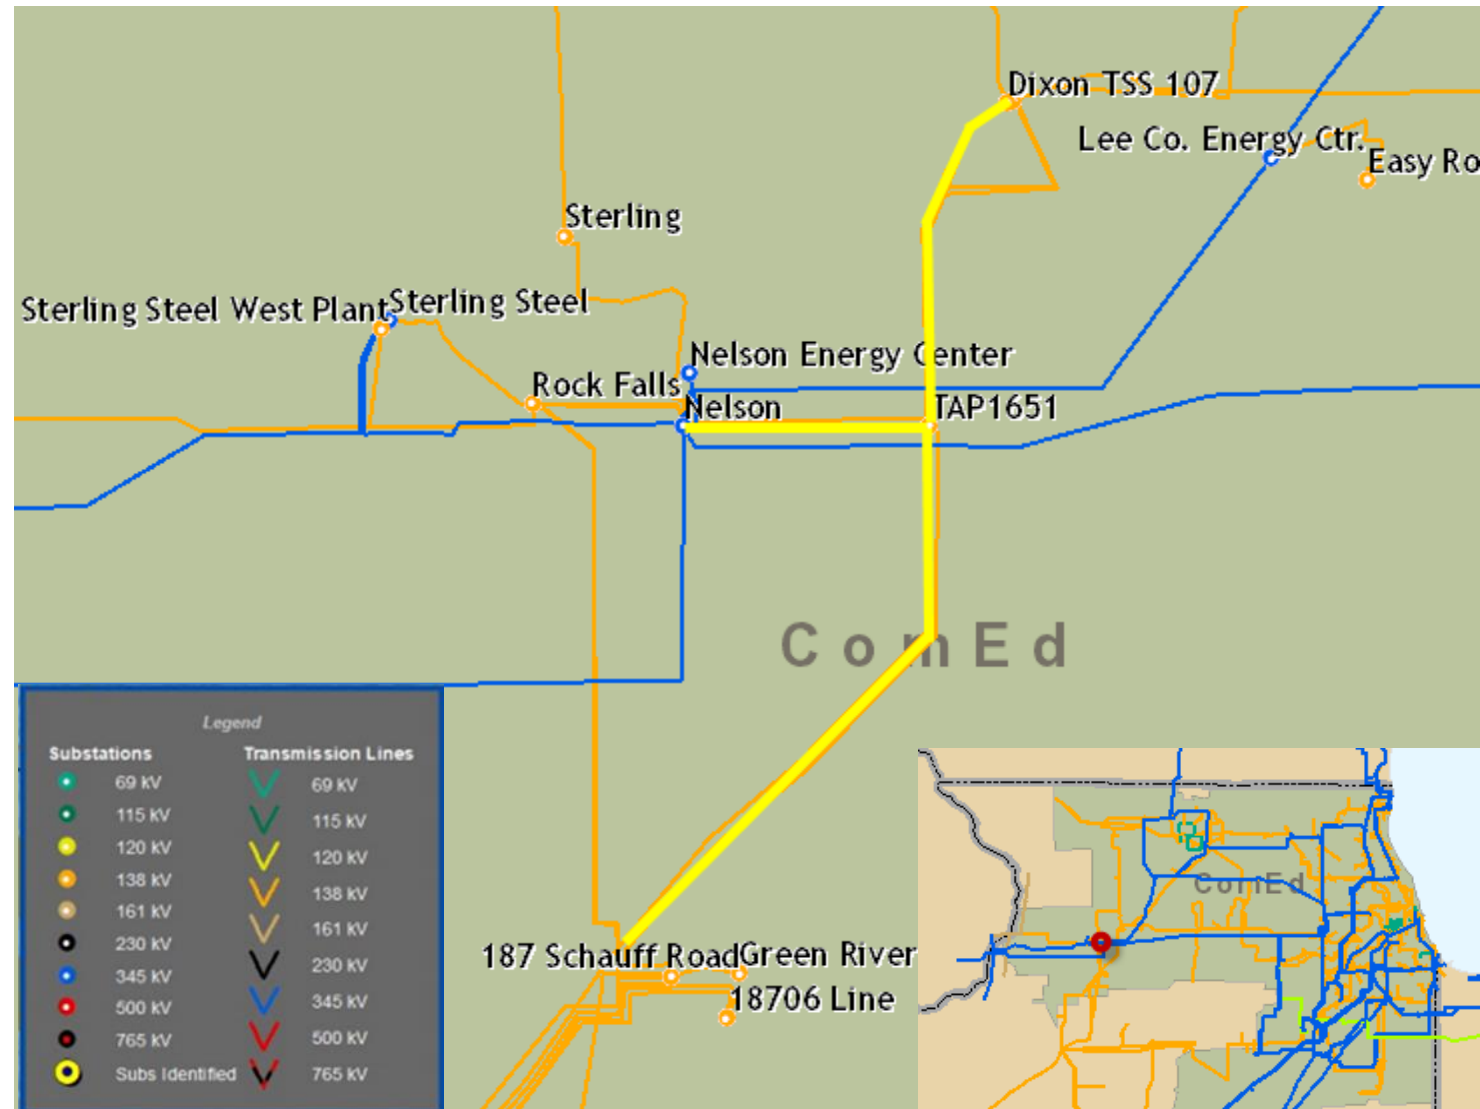 Dixon TSS 107
Lee Co. Energy Ctr.
Easy Ro
Sterling
Sterling Steel West Plant
Sterling Steel
Nelson Energy Center
Rock Falls
Nelson
TAP1651
ComEd
187 Schauff Road
Green River
18706 Line
Legend
Substations
69 kV
115 kV
120 kV
138 kV
161 kV
230 kV
345 kV
500 kV
765 kV
Subs Identified
Transmission Lines
69 kV
115 kV
120 kV
138 kV
161 kV
230 kV
345 kV
500 kV
765 kV
ComEd